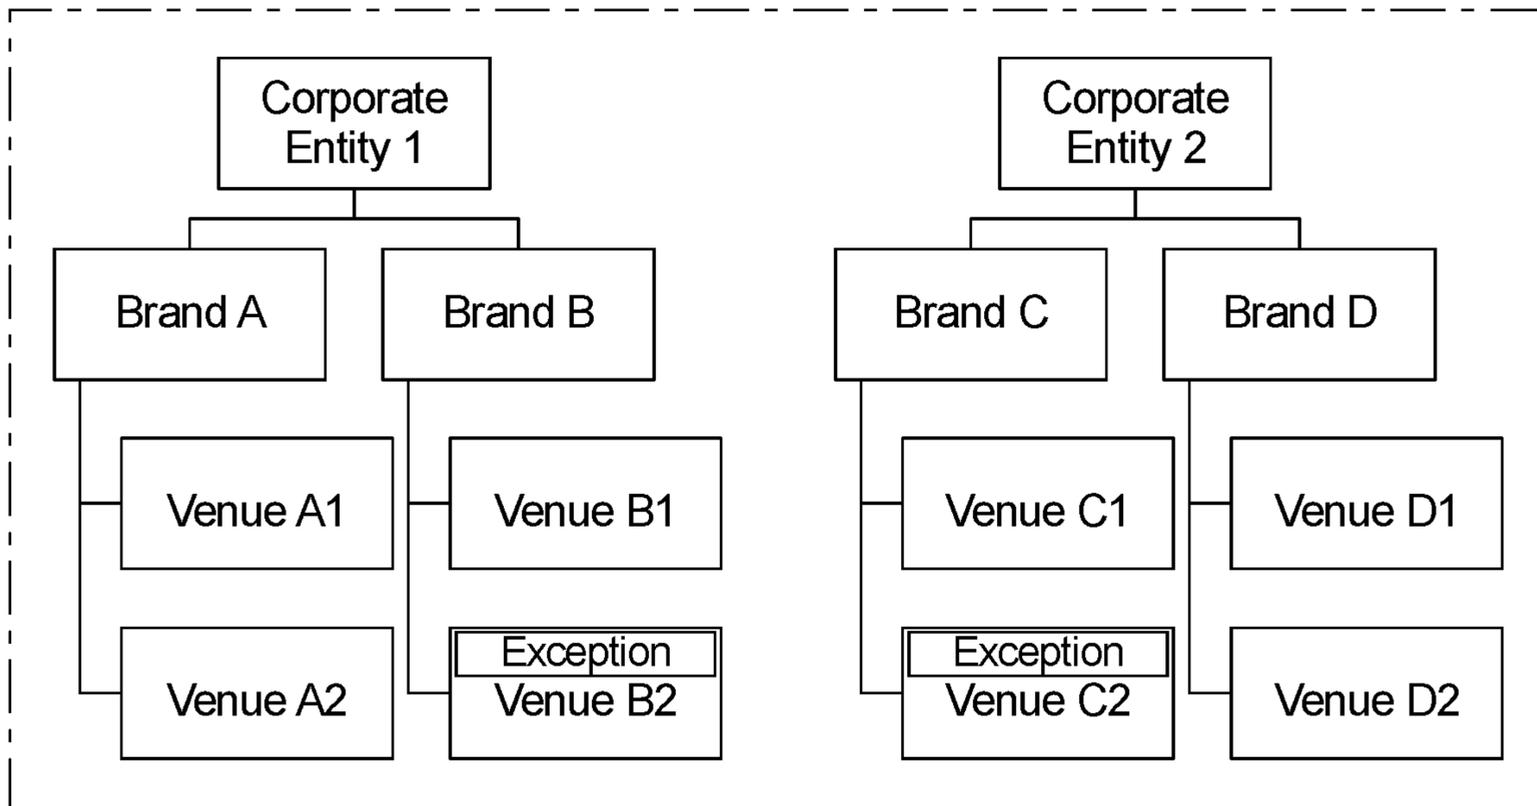 Corporate
Entity 1
Corporate
Entity 2
Brand A
Brand B
Brand C
Brand D
Venue A1
Venue B1
Venue C1
Venue D1
Venue A2
Exception
Venue B2
Exception
Venue C2
Venue D2